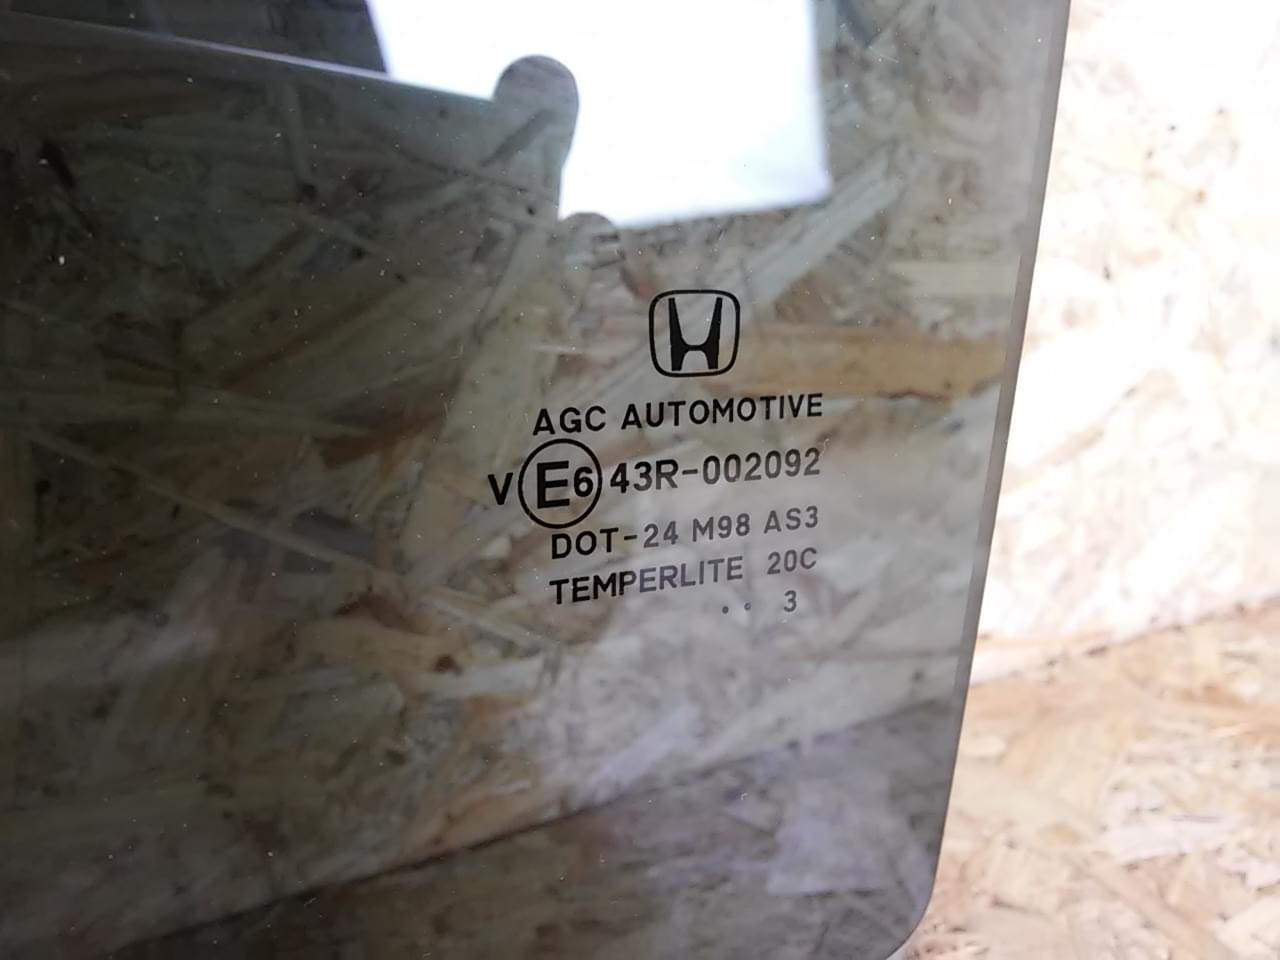 AGC AUTOMOTIVE
V E6 43R-002092
DOT-24 M98 AS3
TEMPERLITE 20C
. . 3